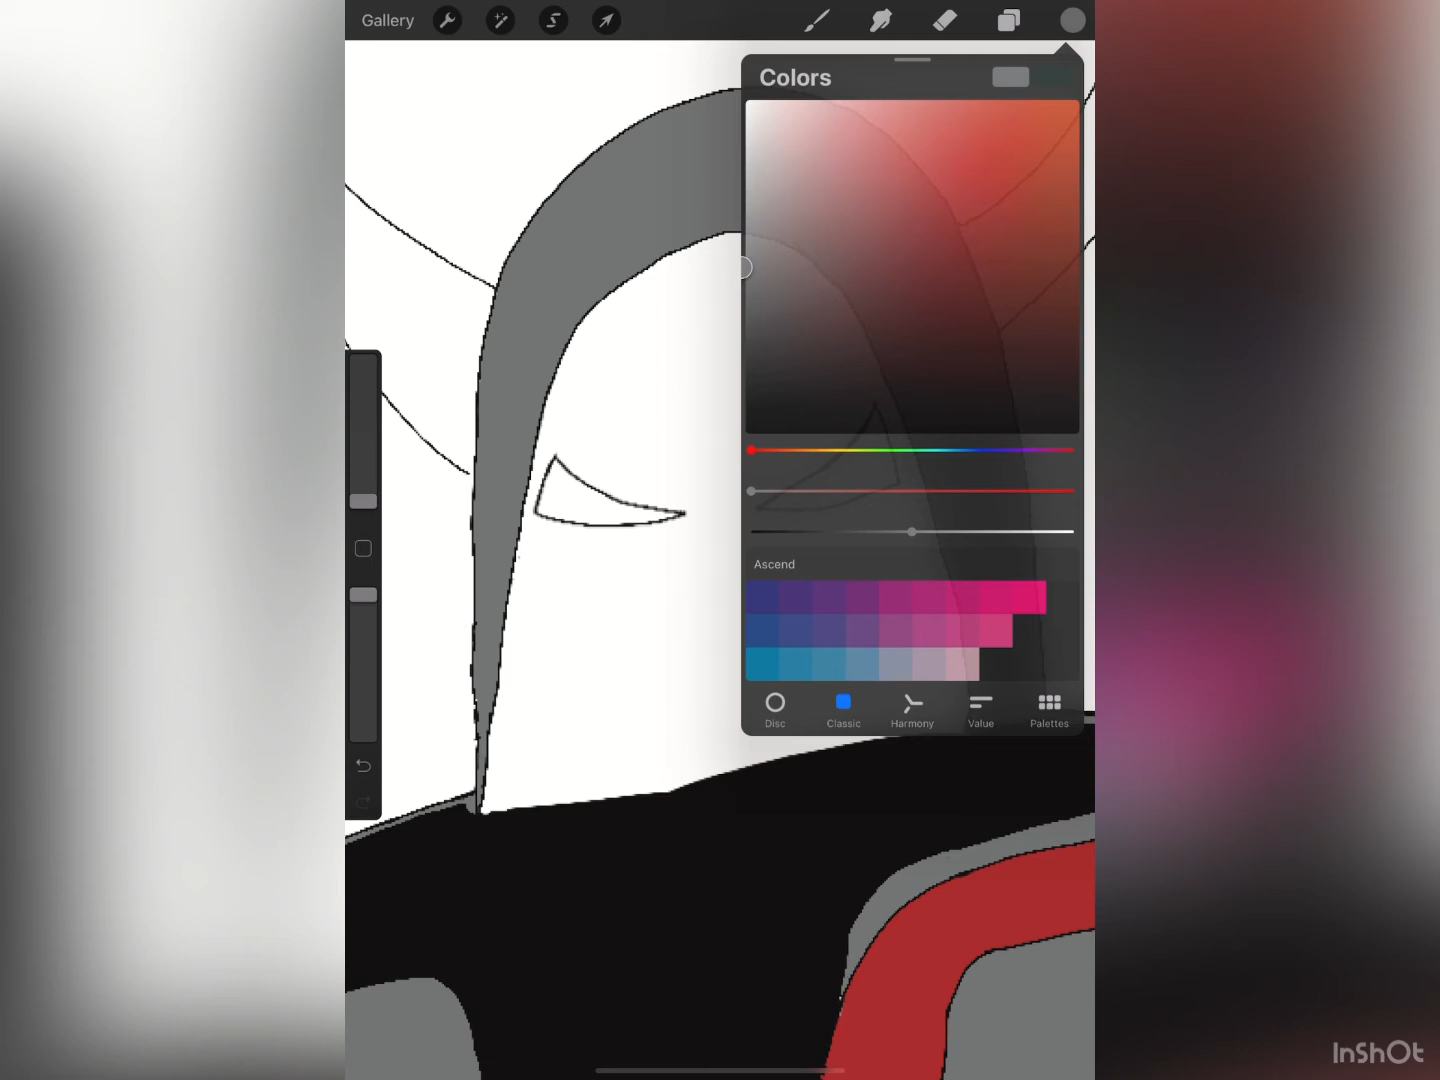 Gallery
Colors
Ascend
Disc
Classic
Harmony
Value
Palettes
InShOt